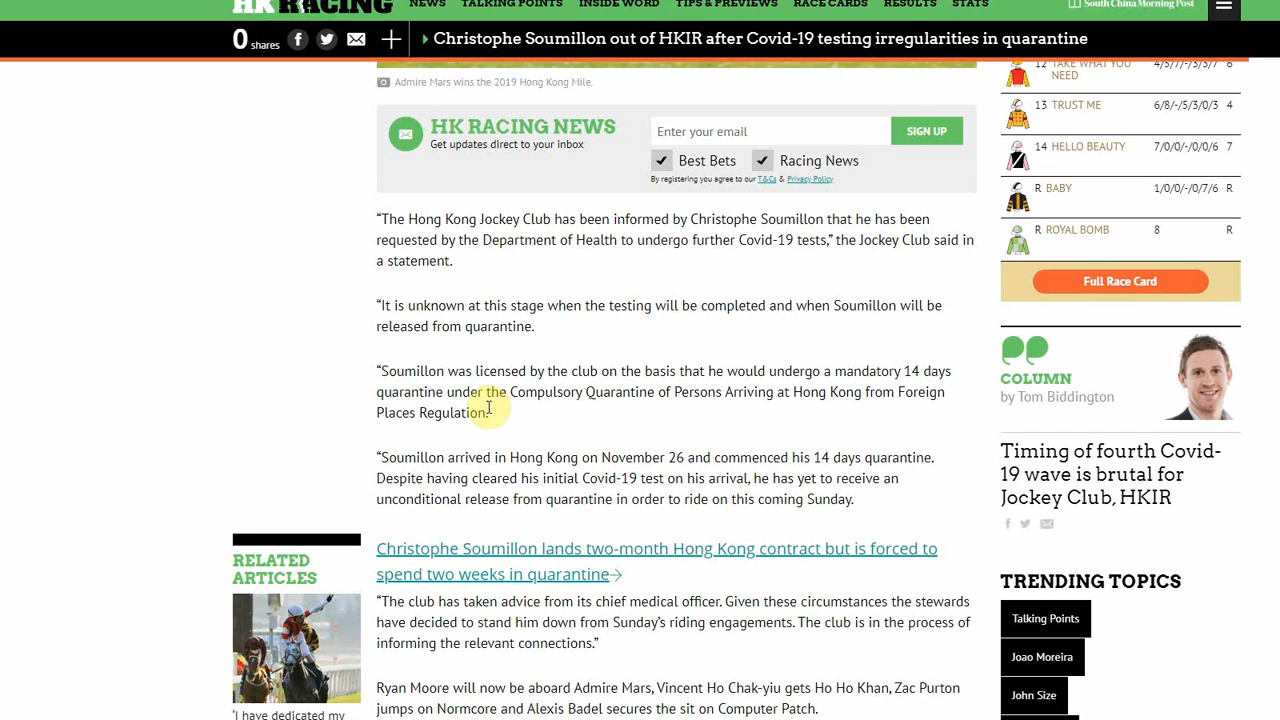 HK RACING
NEWS TALKING POINTS INSIDE WORD TIPS & PREVIEWS RACE CARDS RESULTS STATS
South China Morning Post
0 shares
Christophe Soumillon out of HKIR after Covid-19 testing irregularities in quarantine
Admire Mars wins the 2019 Hong Kong Mile.
HK RACING NEWS
Get updates direct to your inbox
Enter your email
SIGN UP
Best Bets Racing News
By registering you agree to our T&Cs & Privacy Policy
“The Hong Kong Jockey Club has been informed by Christophe Soumillon that he has been
requested by the Department of Health to undergo further Covid-19 tests,” the Jockey Club said in
a statement.
“It is unknown at this stage when the testing will be completed and when Soumillon will be
released from quarantine.
“Soumillon was licensed by the club on the basis that he would undergo a mandatory 14 days
quarantine under the Compulsory Quarantine of Persons Arriving at Hong Kong from Foreign
Places Regulation.
“Soumillon arrived in Hong Kong on November 26 and commenced his 14 days quarantine.
Despite having cleared his initial Covid-19 test on his arrival, he has yet to receive an
unconditional release from quarantine in order to ride on this coming Sunday.
Christophe Soumillon lands two-month Hong Kong contract but is forced to
spend two weeks in quarantine
“The club has taken advice from its chief medical officer. Given these circumstances the stewards
have decided to stand him down from Sunday’s riding engagements. The club is in the process of
informing the relevant connections.”
Ryan Moore will now be aboard Admire Mars, Vincent Ho Chak-yiu gets Ho Ho Khan, Zac Purton
jumps on Normcore and Alexis Badel secures the sit on Computer Patch.
RELATED
ARTICLES
‘I have dedicated my
12 TAKE WHAT YOU 4/5/7/-/3/3/7 6
NEED
13 TRUST ME 6/8/-/5/3/0/3 4
14 HELLO BEAUTY 7/0/0/-/0/0/6 7
R BABY 1/0/0/-/0/7/6 R
R ROYAL BOMB 8 R
Full Race Card
COLUMN
by Tom Biddington
Timing of fourth Covid-
19 wave is brutal for
Jockey Club, HKIR
TRENDING TOPICS
Talking Points
Joao Moreira
John Size